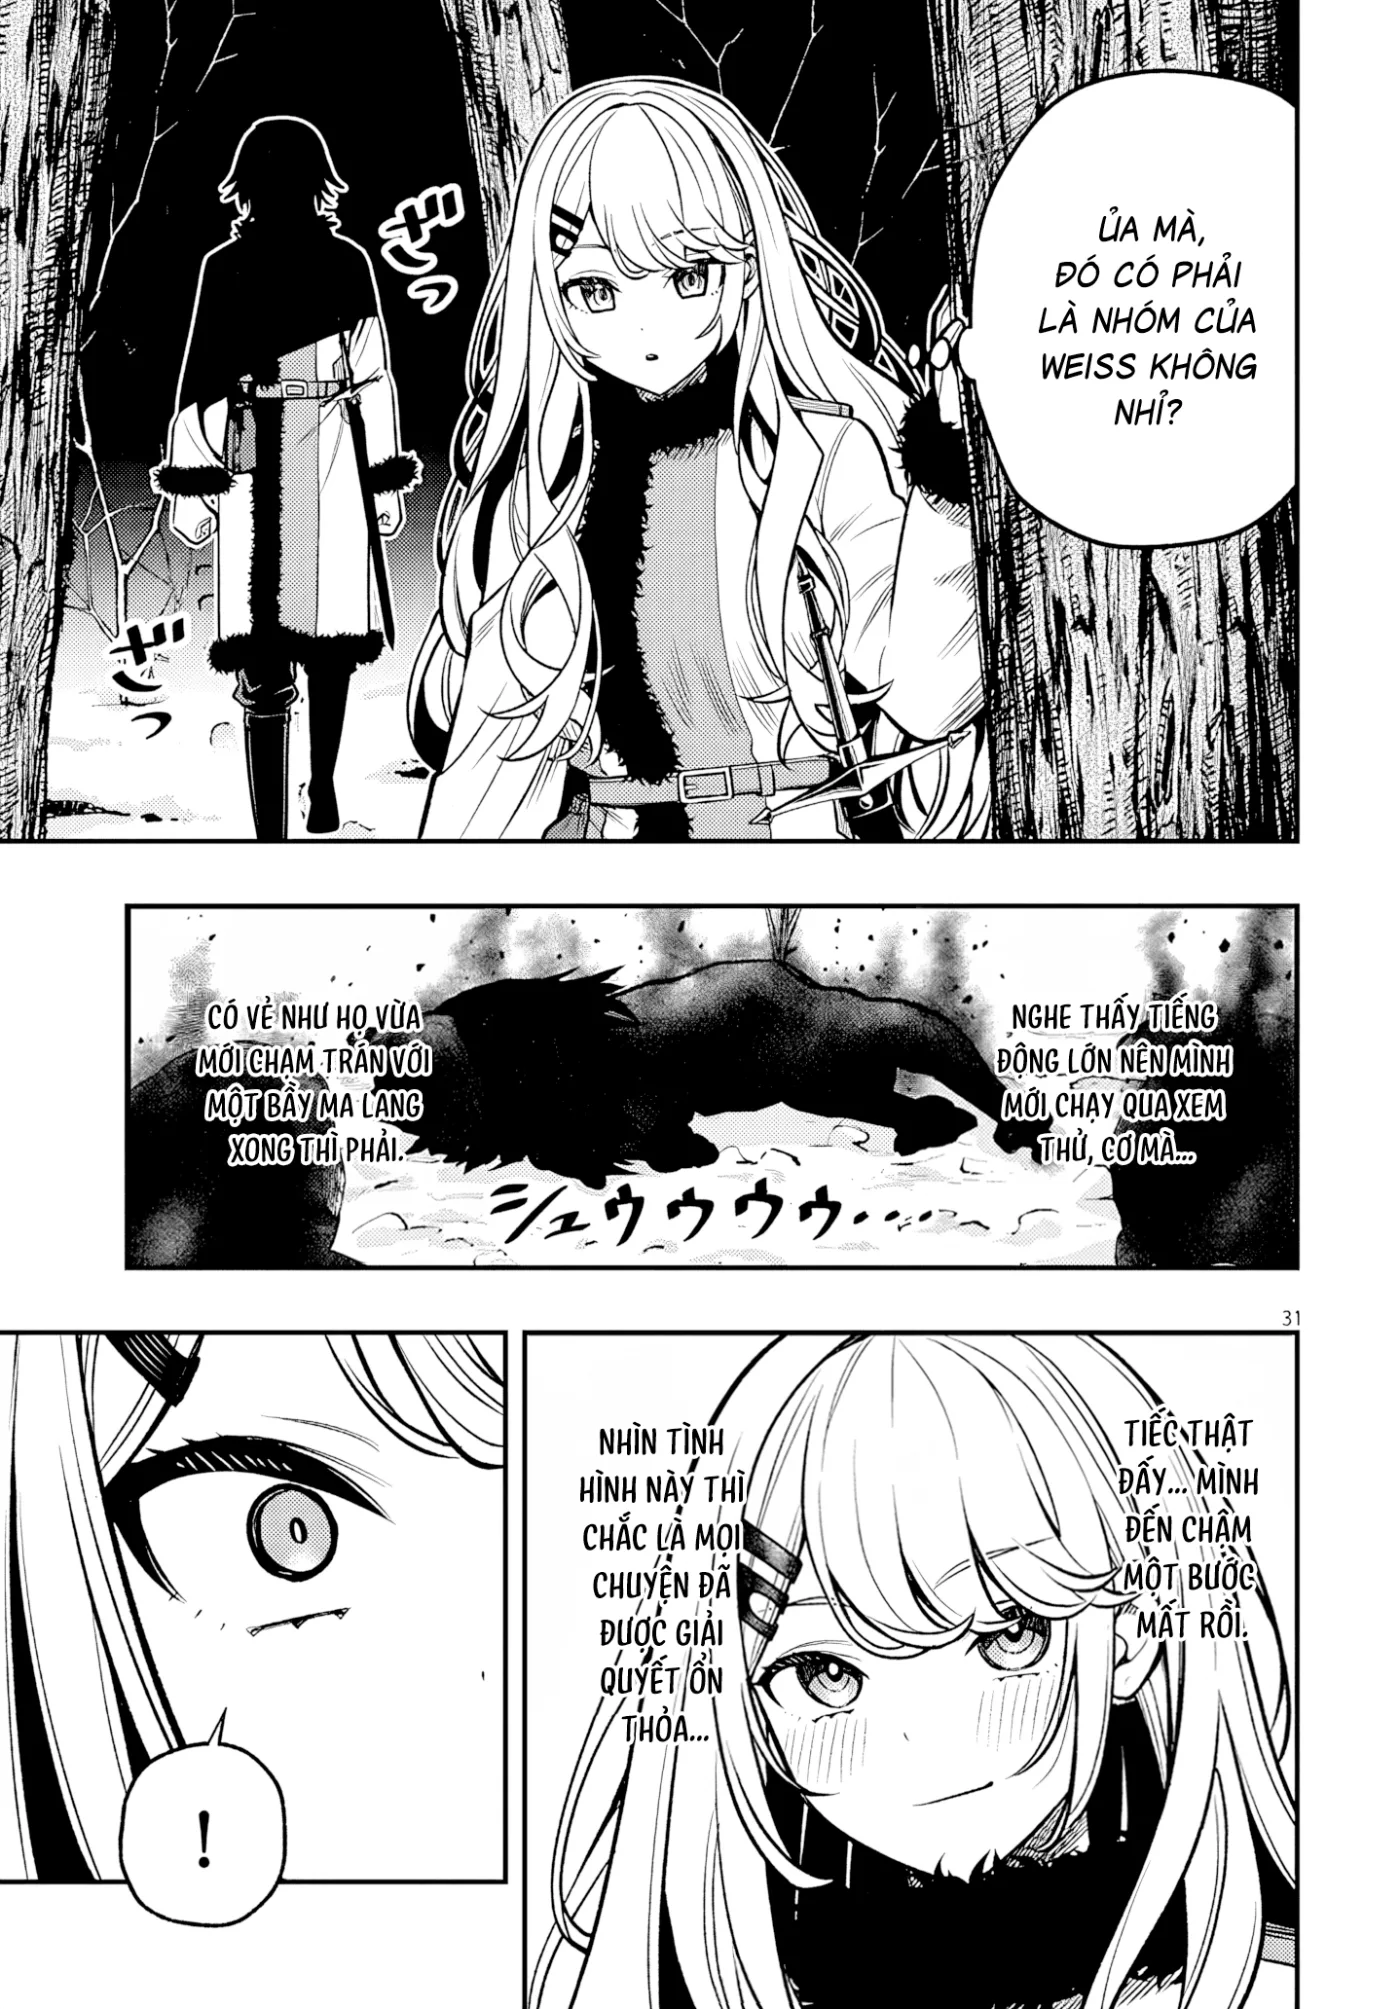 ỦA MÀ,
ĐÓ CÓ PHẢI
LÀ NHÓM CỦA
WEISS KHÔNG
NHỈ?
ザッ
ザッ
NGHE THẤY TIẾNG
ĐỘNG LỚN NÊN MÌNH
MỚI CHẠY QUA XEM
THỬ, CƠ MÀ...
CÓ VẺ NHƯ HỌ VỪA
MỚI CHẠM TRÁN VỚI
MỘT BẦY MA LANG
XONG THÌ PHẢI.
シュウゥゥゥ・・・・
31
TIẾC THẬT
ĐẤY... MÌNH
ĐẾN CHẬM
MỘT BƯỚC
MẤT RỒI.
NHÌN TÌNH
HÌNH NÀY THÌ
CHẮC LÀ MỌI
CHUYỆN ĐÃ
ĐƯỢC GIẢI
QUYẾT ỔN
THỎA...
!